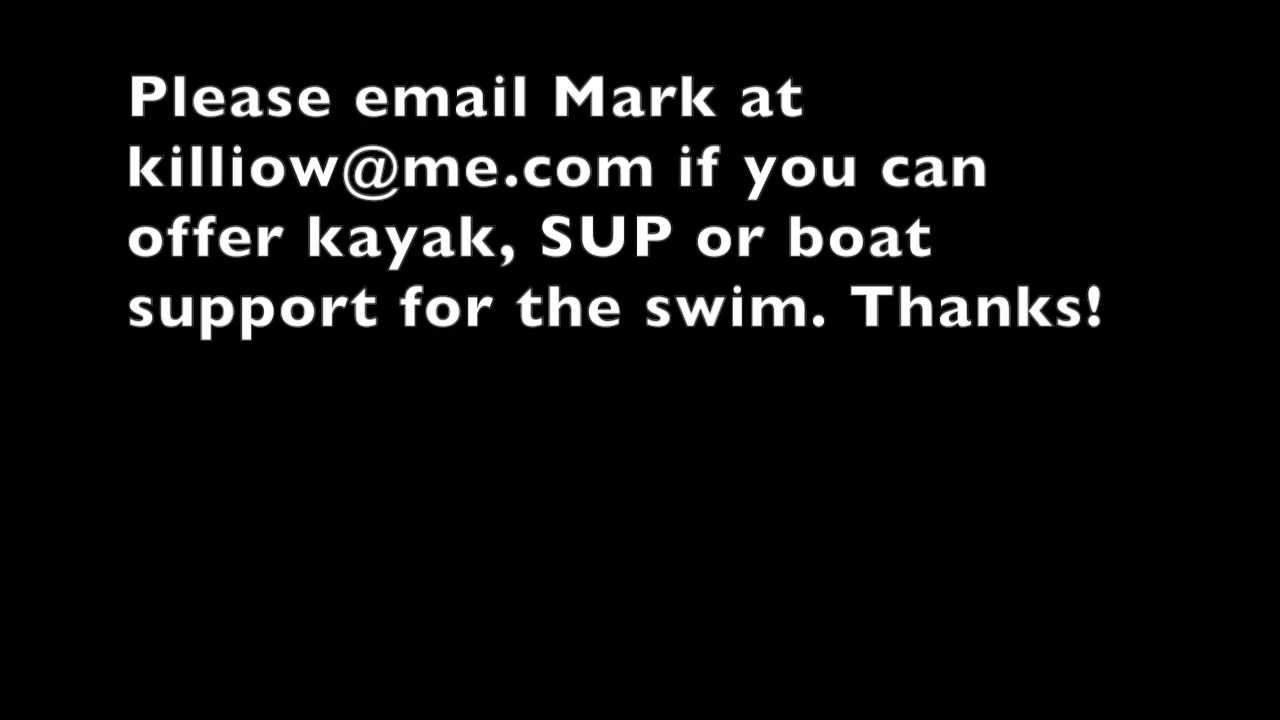 Please email Mark at
killiow@me.com if you can
offer kayak, SUP or boat
support for the swim. Thanks!